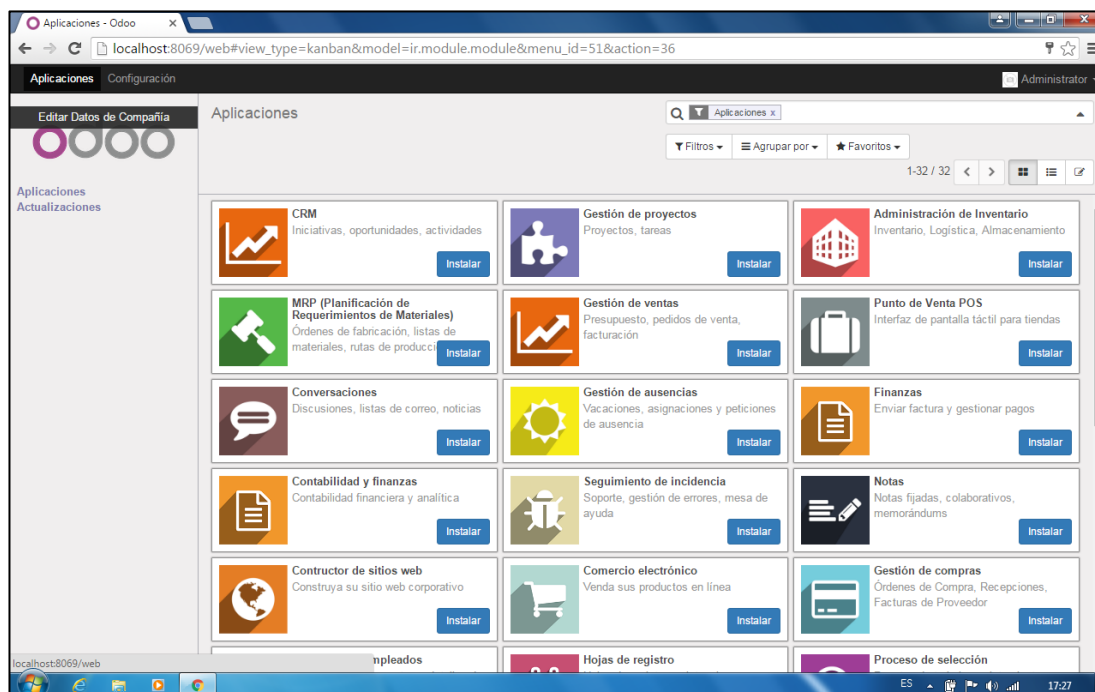 Aplicaciones - Odoo
localhost:8069/web#view_type=kanban&model=ir.module.module&menu_id=51&action=36
Aplicaciones Configuración Administrator
Editar Datos de Compañía
odoo
Aplicaciones
Actualizaciones
Aplicaciones
Aplicaciones x
Filtros Agrupar por Favoritos
1-32 / 32
CRM
Iniciativas, oportunidades, actividades
Instalar
Gestión de proyectos
Proyectos, tareas
Instalar
Administración de Inventario
Inventario, Logística, Almacenamiento
Instalar
MRP (Planificación de
Requerimientos de Materiales)
Órdenes de fabricación, listas de
materiales, rutas de producci
Instalar
Gestión de ventas
Presupuesto, pedidos de venta,
facturación
Instalar
Punto de Venta POS
Interfaz de pantalla táctil para tiendas
Instalar
Conversaciones
Discusiones, listas de correo, noticias
Instalar
Gestión de ausencias
Vacaciones, asignaciones y peticiones
de ausencia
Instalar
Finanzas
Enviar factura y gestionar pagos
Instalar
Contabilidad y finanzas
Contabilidad financiera y analítica
Instalar
Seguimiento de incidencia
Soporte, gestión de errores, mesa de
ayuda
Instalar
Notas
Notas fijadas, colaborativos,
memorándums
Instalar
Contructor de sitios web
Construya su sitio web corporativo
Instalar
Comercio electrónico
Venda sus productos en línea
Instalar
Gestión de compras
Órdenes de Compra, Recepciones,
Facturas de Proveedor
Instalar
mpleados
Hojas de registro
Proceso de selección
localhost:8069/web
ES 17:27